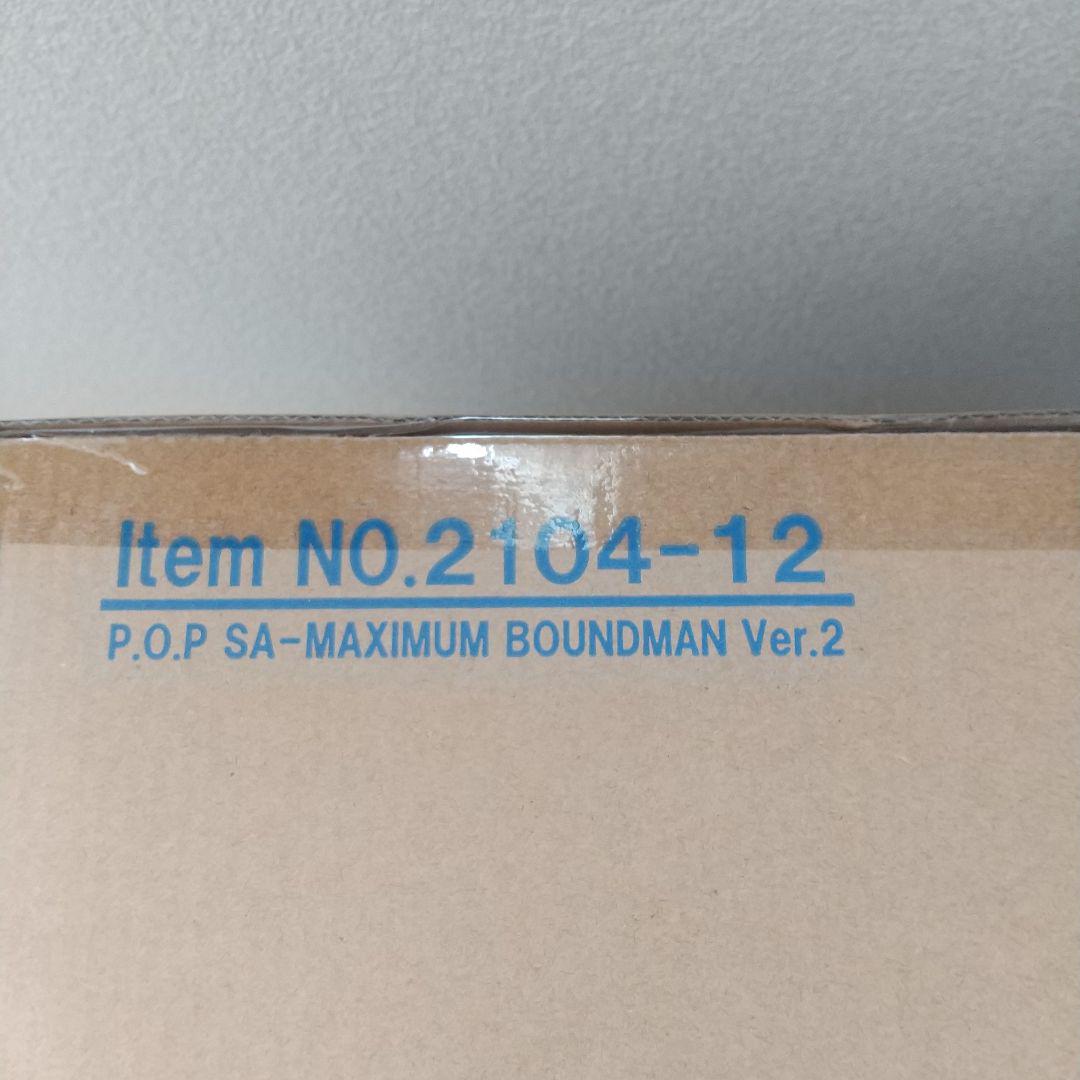 Item NO.2104-12
P.O.P SA-MAXIMUM BOUNDMAN Ver.2